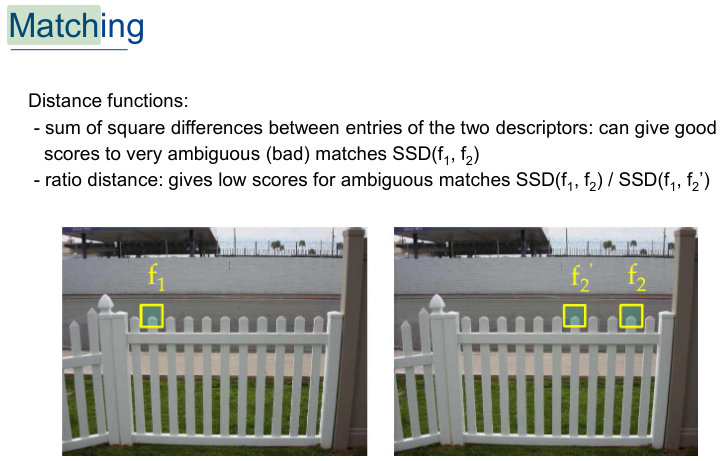 Matching
Distance functions:
- sum of square differences between entries of the two descriptors: can give good
scores to very ambiguous (bad) matches SSD(f₁, f₂)
- ratio distance: gives low scores for ambiguous matches SSD(f₁, f₂) / SSD(f₁, f₂’)
f₁
f₂' f₂